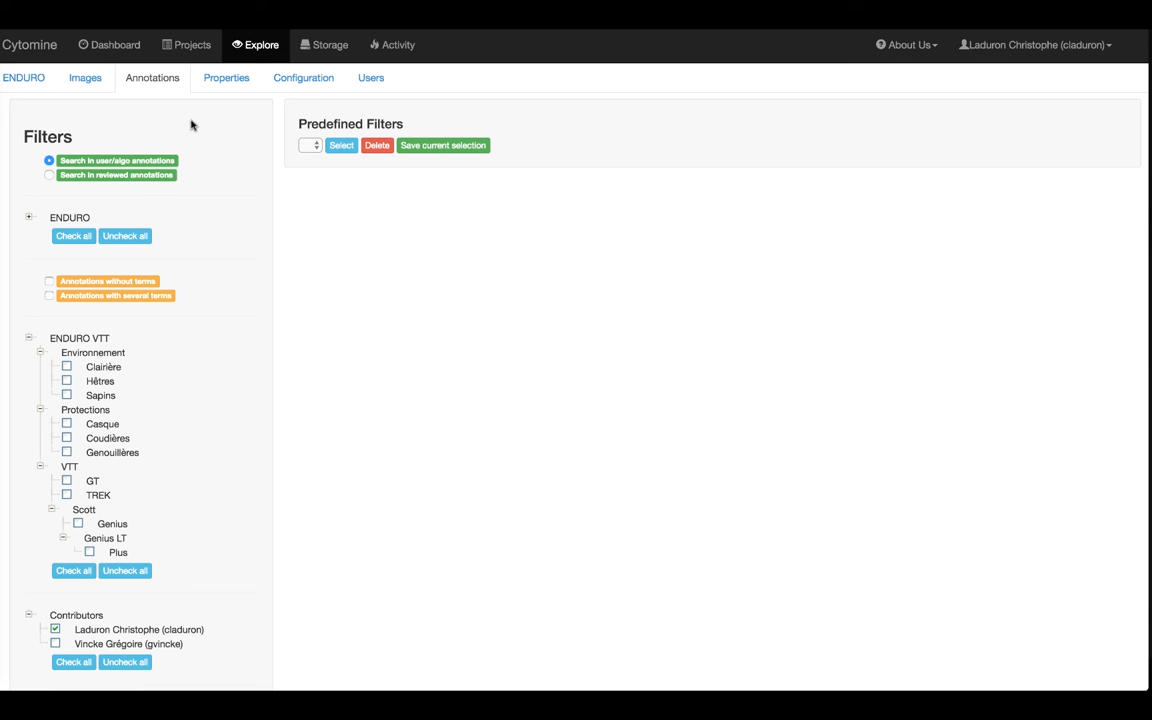 Cytomine Dashboard Projects Explore Storage Activity About Us Laduron Christophe (claduron)
ENDURO Images Annotations Properties Configuration Users
Filters
Search in user/algo annotations
Search in reviewed annotations
ENDURO
Check all Uncheck all
Annotations without terms
Annotations with several terms
ENDURO VTT
Environnement
Clairière
Hêtres
Sapins
Protections
Casque
Coudières
Genouillères
VTT
GT
TREK
Scott
Genius
Genius LT
Plus
Check all Uncheck all
Contributors
Laduron Christophe (claduron)
Vincke Grégoire (gvincke)
Check all Uncheck all
Predefined Filters
Select Delete Save current selection